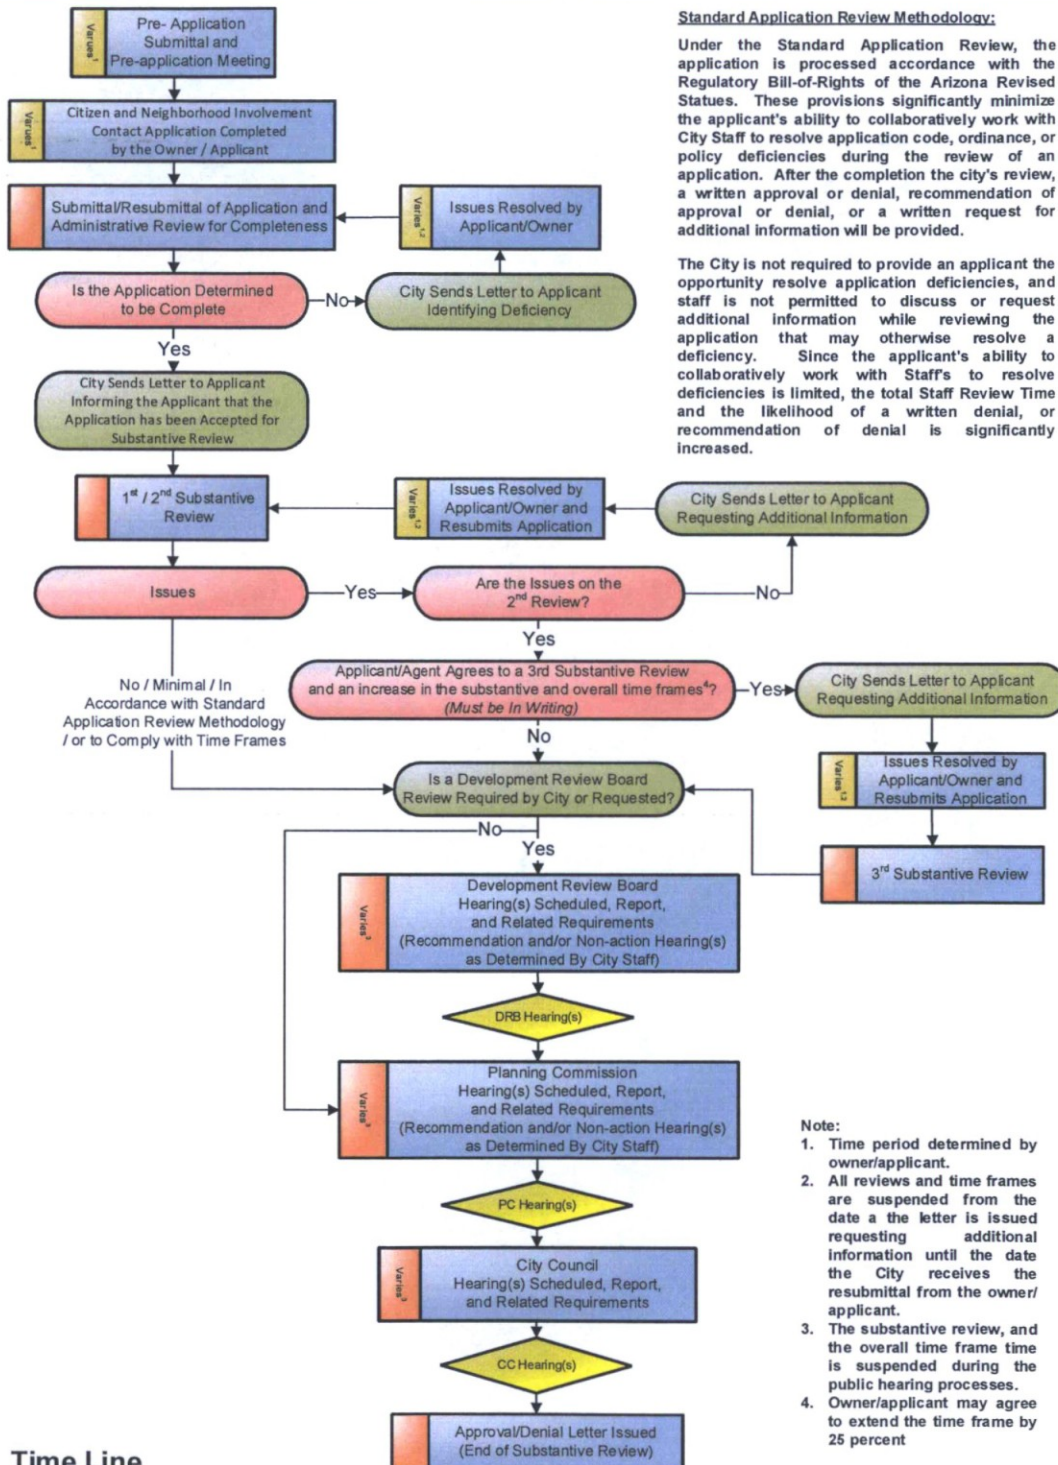 Varues¹
Pre- Application
Submittal and
Pre-application Meeting
Varues¹
Citizen and Neighborhood Involvement
Contact Application Completed
by the Owner / Applicant
Submittal/Resubmittal of Application and
Administrative Review for Completeness
Varies¹,²
Issues Resolved by
Applicant/Owner
Is the Application Determined
to be Complete
No
City Sends Letter to Applicant
Identifying Deficiency
Yes
City Sends Letter to Applicant
Informing the Applicant that the
Application has been Accepted for
Substantive Review
Standard Application Review Methodology:
Under the Standard Application Review, the
application is processed accordance with the
Regulatory Bill-of-Rights of the Arizona Revised
Statues. These provisions significantly minimize
the applicant's ability to collaboratively work with
City Staff to resolve application code, ordinance, or
policy deficiencies during the review of an
application. After the completion the city's review,
a written approval or denial, recommendation of
approval or denial, or a written request for
additional information will be provided.
The City is not required to provide an applicant the
opportunity resolve application deficiencies, and
staff is not permitted to discuss or request
additional information while reviewing the
application that may otherwise resolve a
deficiency. Since the applicant's ability to
collaboratively work with Staff's to resolve
deficiencies is limited, the total Staff Review Time
and the likelihood of a written denial, or
recommendation of denial is significantly
increased.
1st / 2nd Substantive
Review
Varies¹,²
Issues Resolved by
Applicant/Owner and
Resubmits Application
City Sends Letter to Applicant
Requesting Additional Information
Issues
Yes
Are the Issues on the
2nd Review?
No
Yes
No / Minimal / In
Accordance with Standard
Application Review Methodology
/ or to Comply with Time Frames
Applicant/Agent Agrees to a 3rd Substantive Review
and an increase in the substantive and overall time frames⁴?
(Must be In Writing)
Yes
City Sends Letter to Applicant
Requesting Additional Information
No
Varies¹,²
Issues Resolved by
Applicant/Owner and
Resubmits Application
Is a Development Review Board
Review Required by City or Requested?
3rd Substantive Review
No
Yes
Varies³
Development Review Board
Hearing(s) Scheduled, Report,
and Related Requirements
(Recommendation and/or Non-action Hearing(s)
as Determined By City Staff)
DRB Hearing(s)
Varies³
Planning Commission
Hearing(s) Scheduled, Report,
and Related Requirements
(Recommendation and/or Non-action Hearing(s)
as Determined By City Staff)
PC Hearing(s)
Varies³
City Council
Hearing(s) Scheduled, Report,
and Related Requirements
CC Hearing(s)
Approval/Denial Letter Issued
(End of Substantive Review)
Note:
1. Time period determined by
owner/applicant.
2. All reviews and time frames
are suspended from the
date a the letter is issued
requesting additional
information until the date
the City receives the
resubmittal from the owner/
applicant.
3. The substantive review, and
the overall time frame time
is suspended during the
public hearing processes.
4. Owner/applicant may agree
to extend the time frame by
25 percent
Time Line